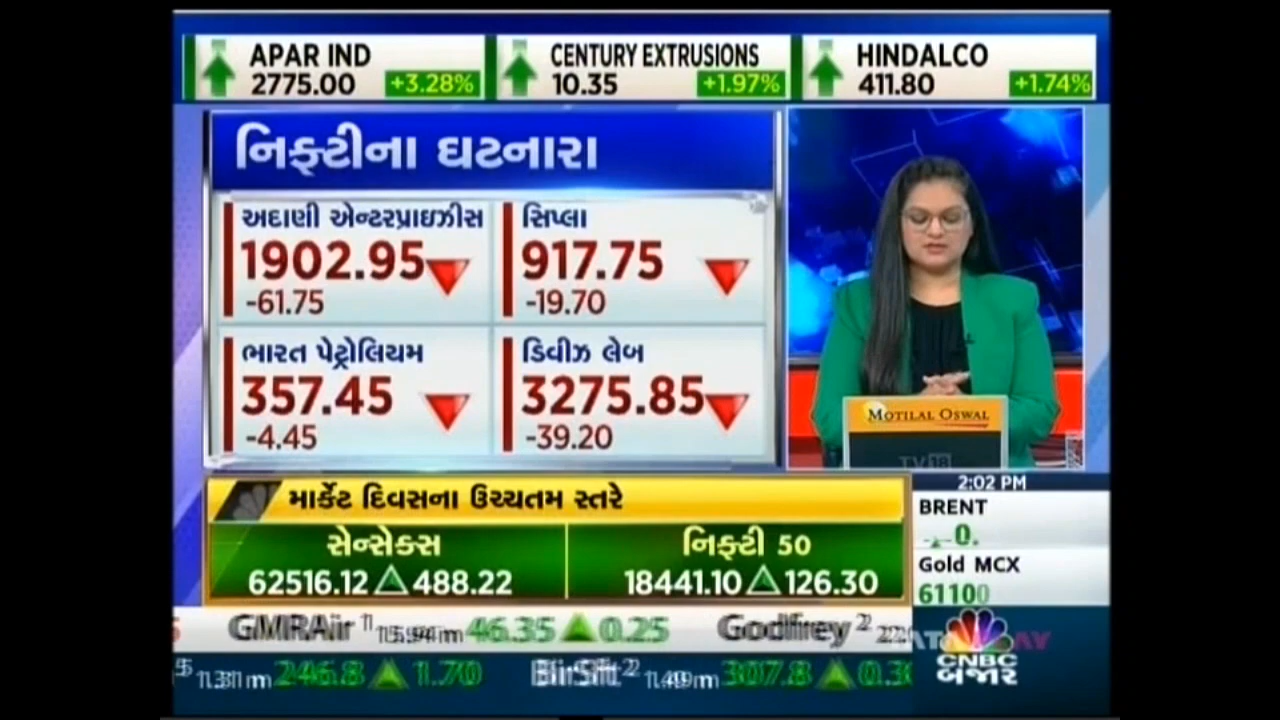 APAR IND
2775.00 +3.28%
CENTURY EXTRUSIONS
10.35 +1.97%
HINDALCO
411.80 +1.74%
નિફ્ટીના ઘટનારા
અદાણી એન્ટરપ્રાઇઝીસ
1902.95
-61.75
સિપ્લા
917.75
-19.70
ભારત પેટ્રોલિયમ
357.45
-4.45
ડિવીઝ લેબ
3275.85
-39.20
MOTILAL OSWAL
TV18
2:02 PM
માર્કેટ દિવસના ઉચ્ચતમ સ્તરે
સેન્સેક્સ
62516.12 488.22
નિફ્ટી 50
18441.10 126.30
BRENT
Gold MCX
61100
GMRAir 46.35 0.25
Godfrey
246.8 1.70
307.8
CNBC
બજાર